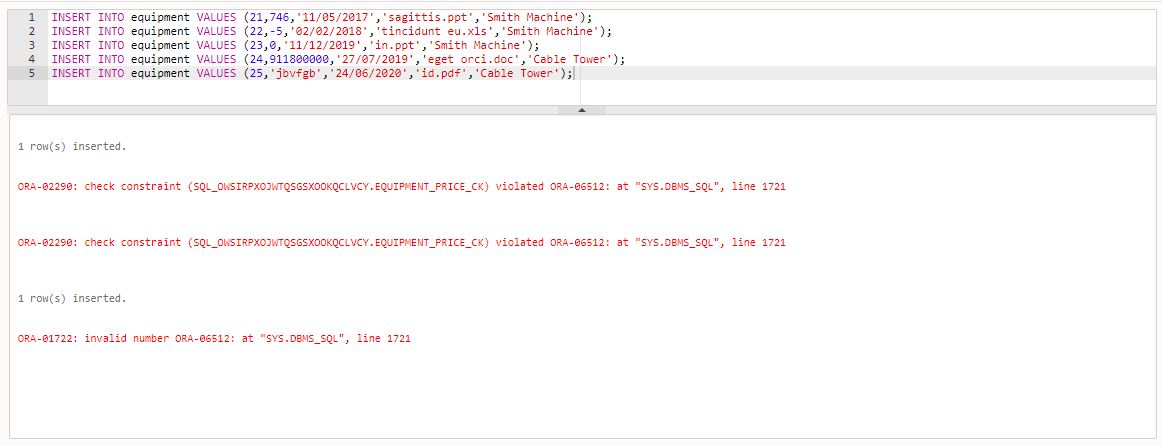 1 INSERT INTO equipment VALUES (21,746,'11/05/2017','sagittis.ppt','Smith Machine');
2 INSERT INTO equipment VALUES (22,-5,'02/02/2018','tincidunt eu.xls','Smith Machine');
3 INSERT INTO equipment VALUES (23,0,'11/12/2019','in.ppt','Smith Machine');
4 INSERT INTO equipment VALUES (24,911800000,'27/07/2019','eget orci.doc','Cable Tower');
5 INSERT INTO equipment VALUES (25,'jbvfgb','24/06/2020','id.pdf','Cable Tower');
1 row(s) inserted.
ORA-02290: check constraint (SQL_OWSIRPXOJWTQSGSXOOKQCLVCY.EQUIPMENT_PRICE_CK) violated ORA-06512: at "SYS.DBMS_SQL", line 1721
ORA-02290: check constraint (SQL_OWSIRPXOJWTQSGSXOOKQCLVCY.EQUIPMENT_PRICE_CK) violated ORA-06512: at "SYS.DBMS_SQL", line 1721
1 row(s) inserted.
ORA-01722: invalid number ORA-06512: at "SYS.DBMS_SQL", line 1721